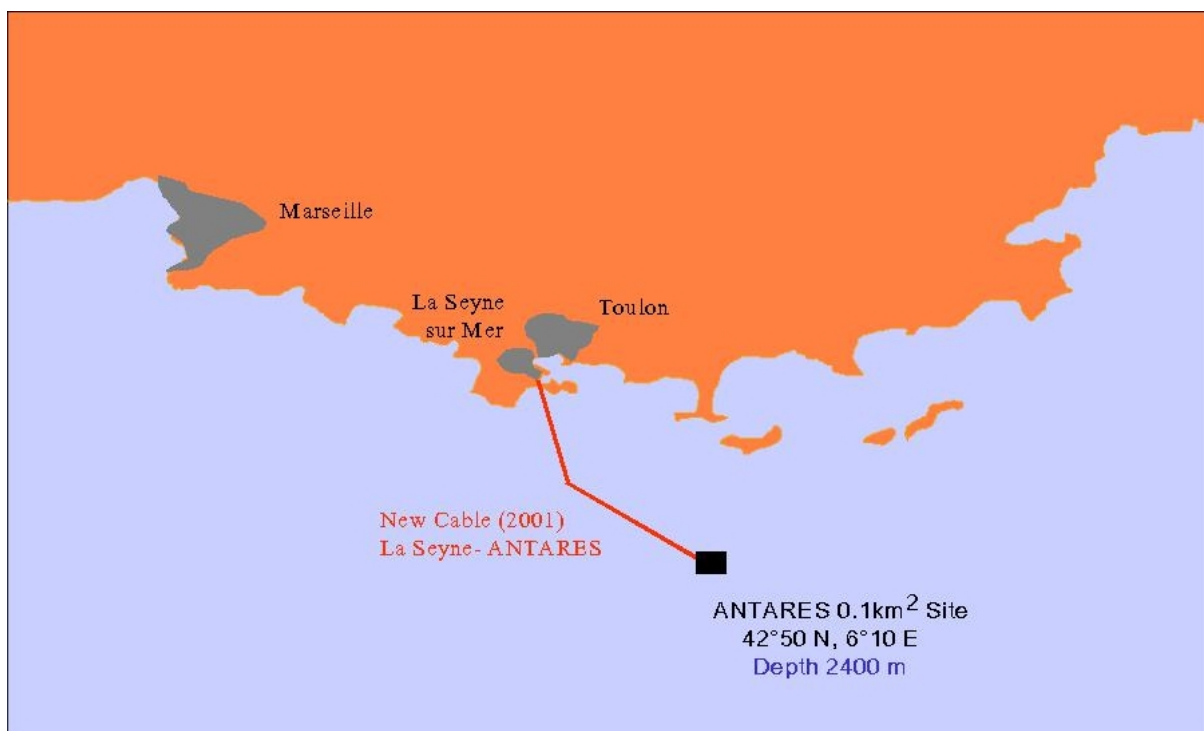 Marseille
La Seyne
sur Mer
Toulon
New Cable (2001)
La Seyne- ANTARES
ANTARES 0.1km² Site
42°50 N, 6°10 E
Depth 2400 m